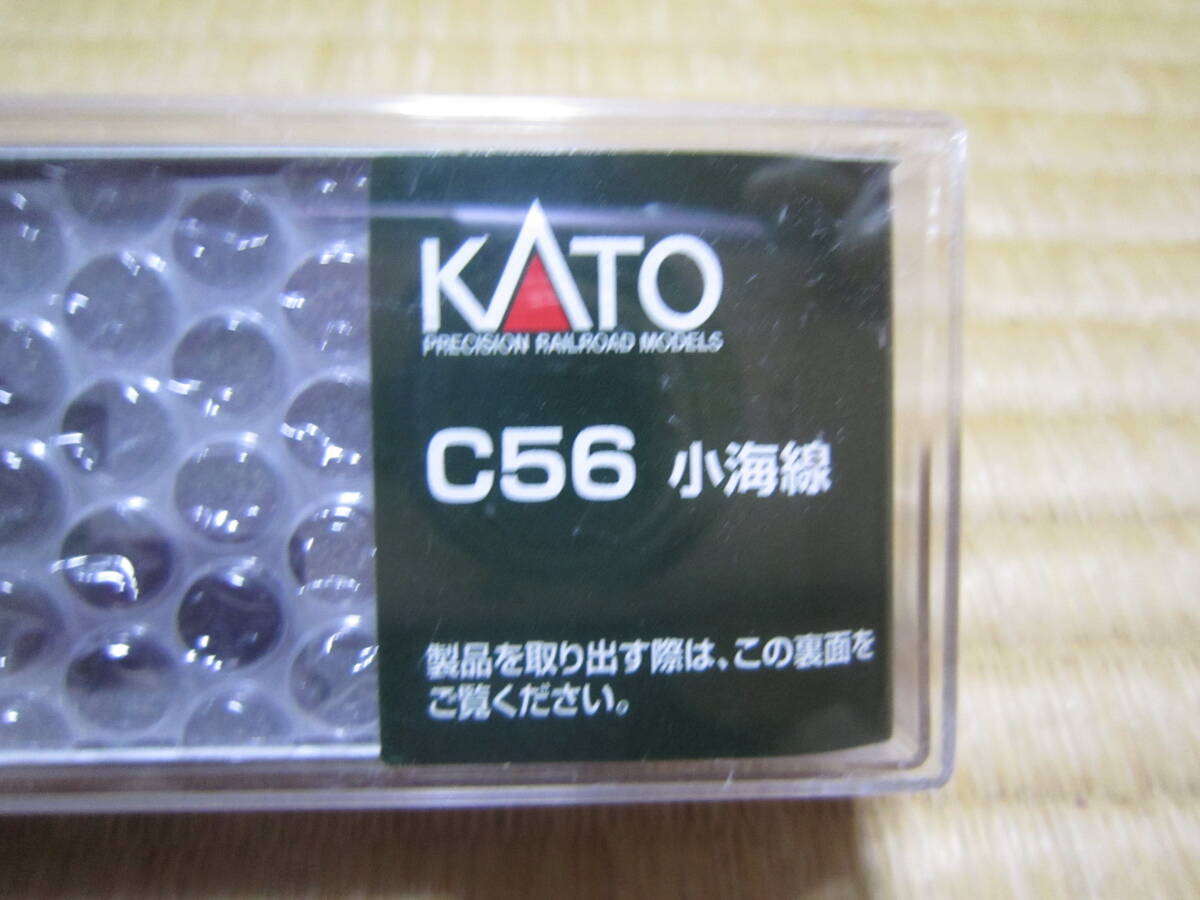 KATO
PRECISION RAILROAD MODELS
C56 小海線
製品を取り出す際は、この裏面を
ご覧ください。